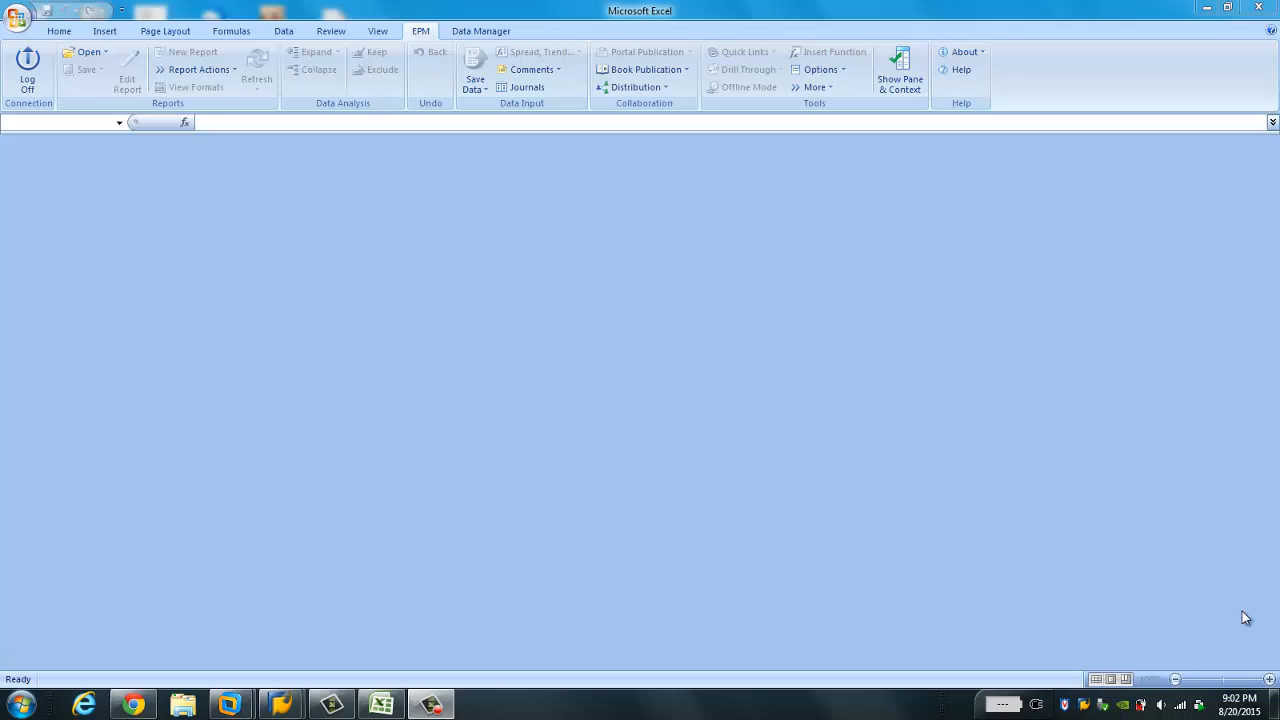 Microsoft Excel
Home Insert Page Layout Formulas Data Review View EPM Data Manager
Open New Report Expand Keep Back Spread, Trend... Portal Publication Quick Links Insert Function About
Save Report Actions Collapse Exclude Comments Book Publication Drill Through Options Help
Log Off Edit Report View Formats Refresh Save Data Journals Distribution Offline Mode More Show Pane & Context
Connection Reports Data Analysis Undo Data Input Collaboration Tools Help
fx
Ready 100%
--- 9:02 PM
8/20/2015